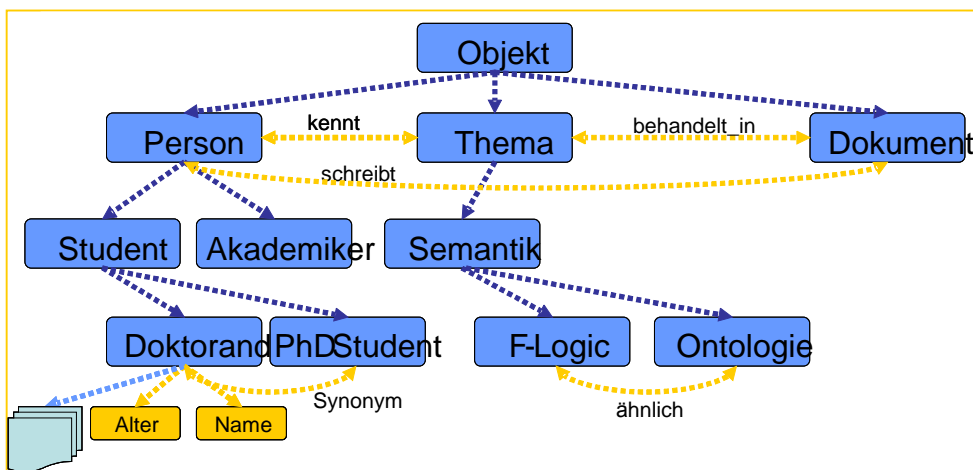 Objekt
Person
kennt
Thema
behandelt_in
Dokument
schreibt
Student
Akademiker
Semantik
Doktorand
PhD Student
F-Logic
Ontologie
Synonym
ähnlich
Alter
Name